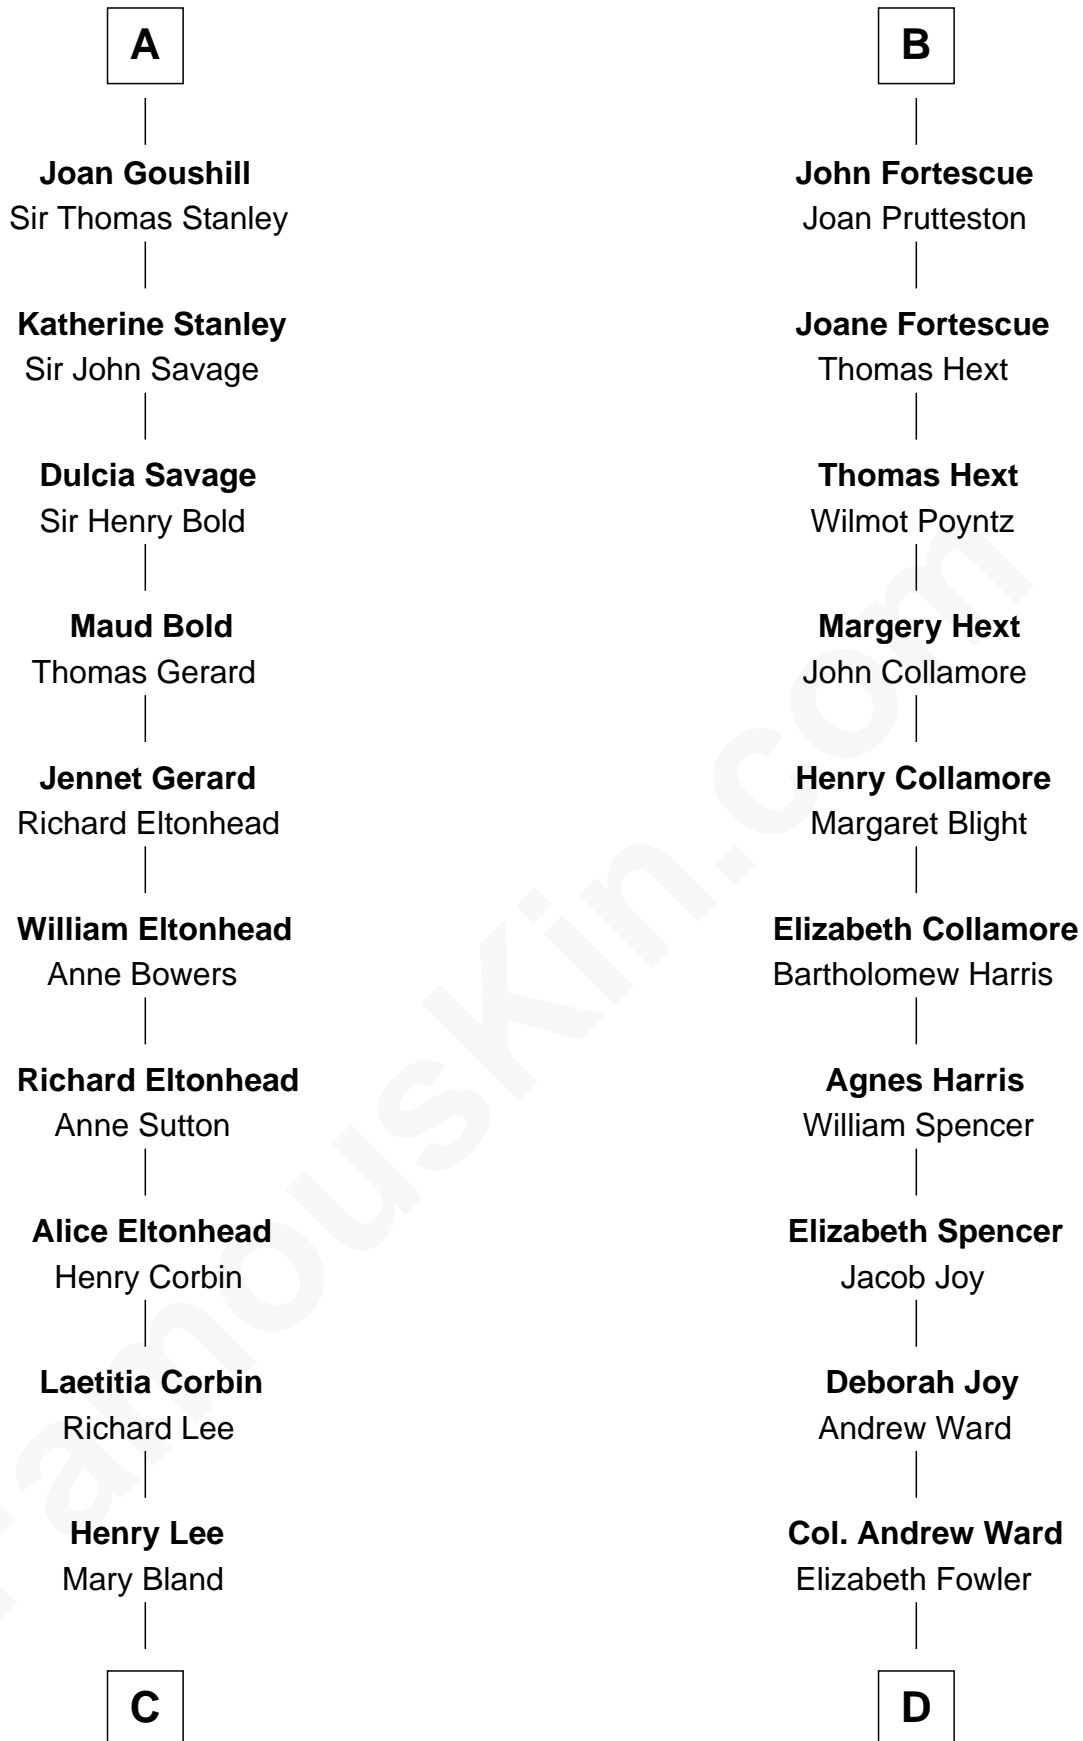 A
Joan Goushill
Sir Thomas Stanley
Katherine Stanley
Sir John Savage
Dulcia Savage
Sir Henry Bold
Maud Bold
Thomas Gerard
Jennet Gerard
Richard Eltonhead
William Eltonhead
Anne Bowers
Richard Eltonhead
Anne Sutton
Alice Eltonhead
Henry Corbin
Laetitia Corbin
Richard Lee
Henry Lee
Mary Bland
C
B
John Fortescue
Joan Prutteston
Joane Fortescue
Thomas Hext
Thomas Hext
Wilmot Poyntz
Margery Hext
John Collamore
Henry Collamore
Margaret Blight
Elizabeth Collamore
Bartholomew Harris
Agnes Harris
William Spencer
Elizabeth Spencer
Jacob Joy
Deborah Joy
Andrew Ward
Col. Andrew Ward
Elizabeth Fowler
D
FamousKin.com